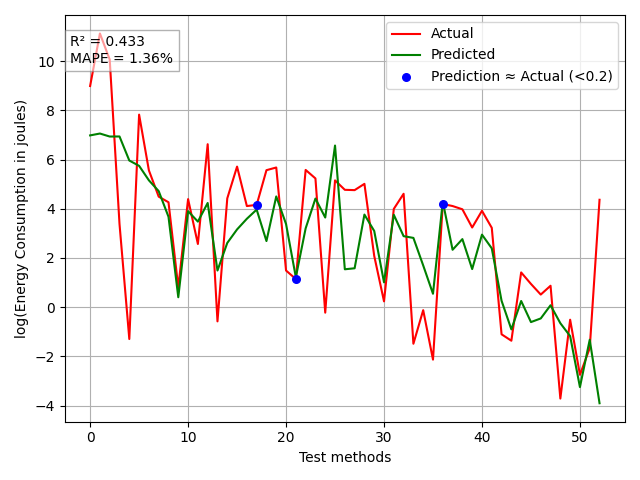 R² = 0.433
MAPE = 1.36%
Actual
Predicted
Prediction ≈ Actual (<0.2)
log(Energy Consumption in joules)
10
8
6
4
2
0
−2
−4
0 10 20 30 40 50
Test methods